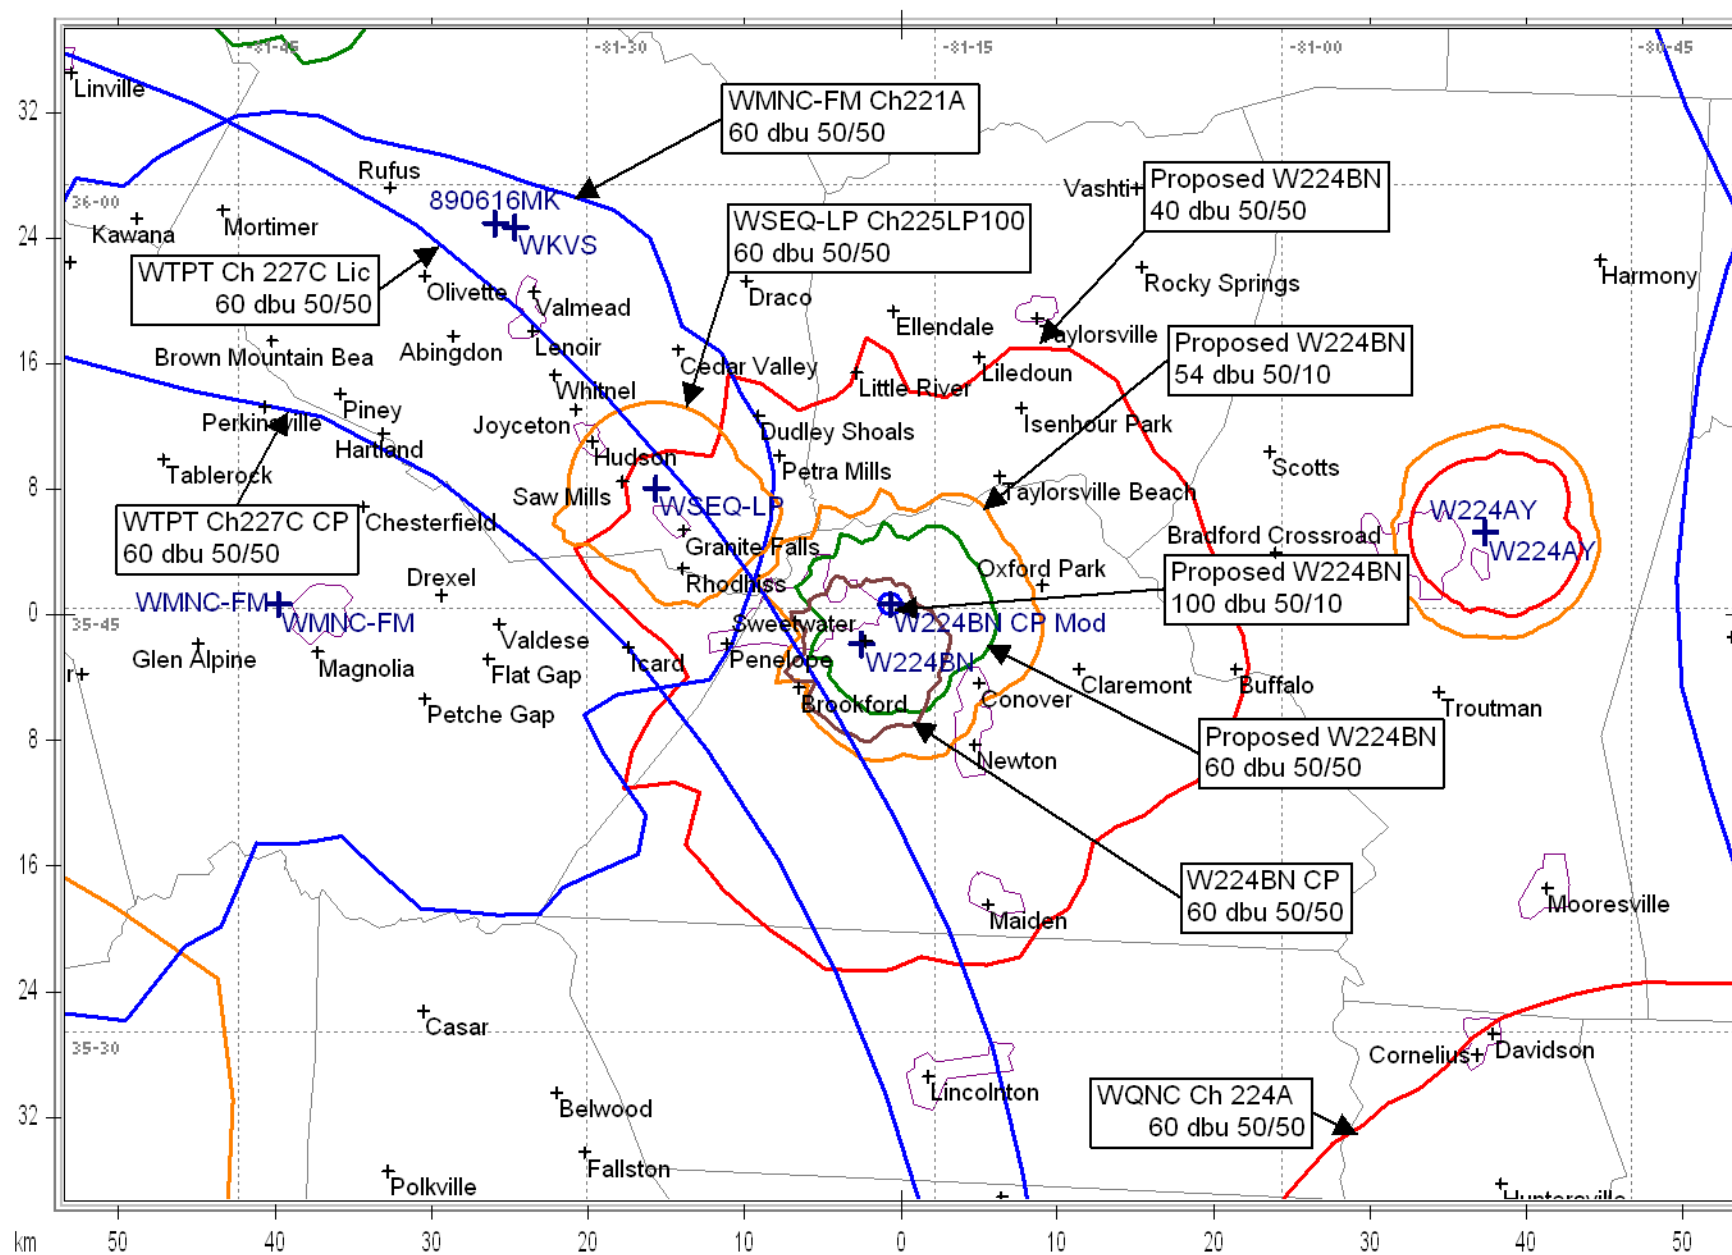 -81-45
-81-30
-81-15
-81-00
-80-45
Linville
32
WMNC-FM Ch221A
60 dbu 50/50
Rufus
Vashti
Proposed W224BN
40 dbu 50/50
36-00
890616MK
WKVS
Kawana
Mortimer
24
WSEQ-LP Ch225LP100
60 dbu 50/50
WTPT Ch 227C Lic
60 dbu 50/50
Olivette
Valmead
Draco
Rocky Springs
Harmony
Ellendale
Taylorsville
Lenoir
Abingdon
Brown Mountain Bea
16
Cedar Valley
Little River
Liledoun
Proposed W224BN
54 dbu 50/10
Whitnel
Piney
Perkinsville
Joyceton
Dudley Shoals
Isenhour Park
Hartland
Hudson
Petra Mills
Scotts
Tablerock
8
Saw Mills
WSEQ-LP
Taylorsville Beach
W224AY
W224AY
WTPT Ch227C CP
60 dbu 50/50
Chesterfield
Granite Falls
Bradford Crossroad
Drexel
Rhodhiss
Oxford Park
Proposed W224BN
100 dbu 50/10
WMNC-FM
WMNC-FM
0
35-45
Sweetwater
W224BN CP Mod
Valdese
Glen Alpine
Magnolia
Flat Gap
Icard
Penelope
W224BN
r
Claremont
Buffalo
Petche Gap
Brookford
Conover
Troutman
8
Newton
Proposed W224BN
60 dbu 50/50
16
W224BN CP
60 dbu 50/50
Maiden
Mooresville
24
Casar
35-30
Cornelius
Davidson
Lincolnton
Belwood
WQNC Ch 224A
60 dbu 50/50
32
Fallston
Polkville
Huntersville
km
50
40
30
20
10
0
10
20
30
40
50